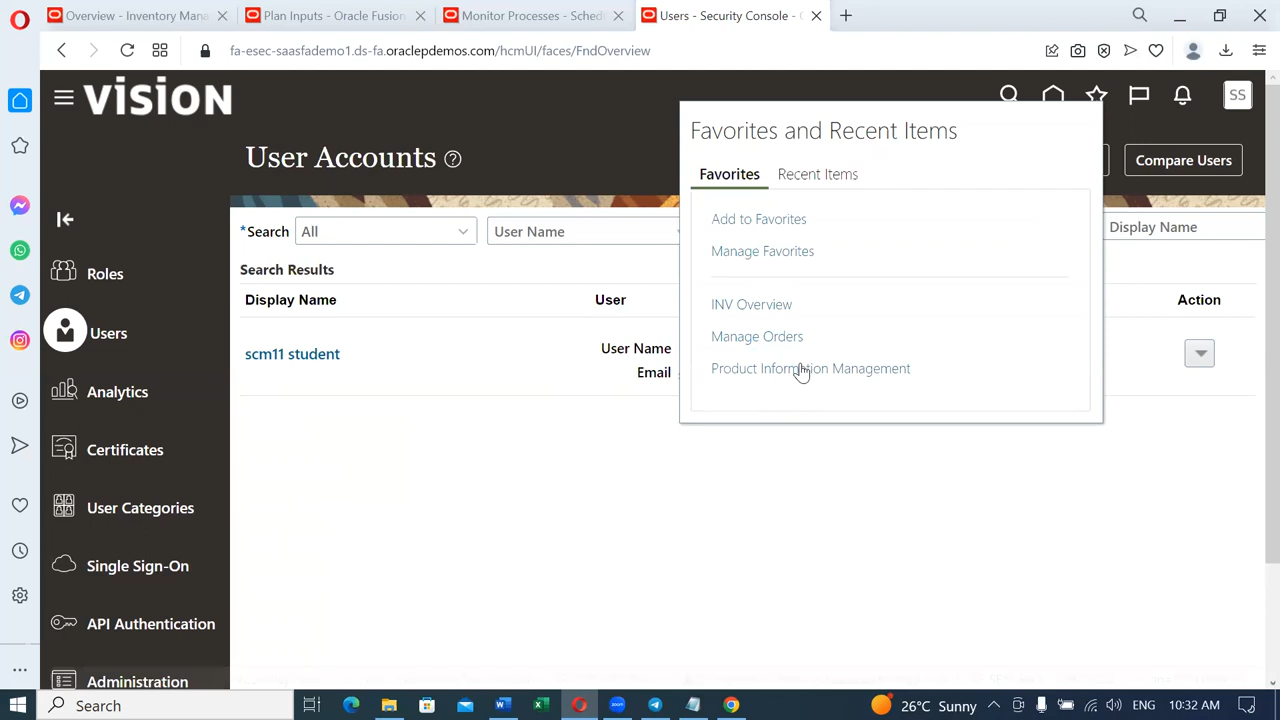 Overview - Inventory Mana
Plan Inputs - Oracle Fusion
Monitor Processes - Schedu
Users - Security Console - O
fa-esec-saasfademo1.ds-fa.oraclepdemos.com/hcmUI/faces/FndOverview
VISION
SS
Favorites and Recent Items
Favorites
Recent Items
Add to Favorites
Manage Favorites
INV Overview
Manage Orders
Product Information Management
User Accounts
Compare Users
*Search
All
User Name
Display Name
Search Results
Display Name
User
Action
scm11 student
User Name
Email
Roles
Users
Analytics
Certificates
User Categories
Single Sign-On
API Authentication
Administration
Search
26°C Sunny
10:32 AM